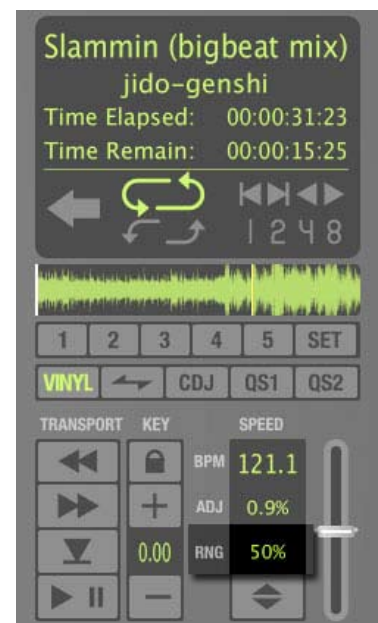 Slammin (bigbeat mix)
jido-genshi
Time Elapsed: 00:00:31:23
Time Remain: 00:00:15:25
1 2 4 8
1 2 3 4 5 SET
VINYL CDJ QS1 QS2
TRANSPORT KEY SPEED
BPM 121.1
ADJ 0.9%
0.00 RNG 50%